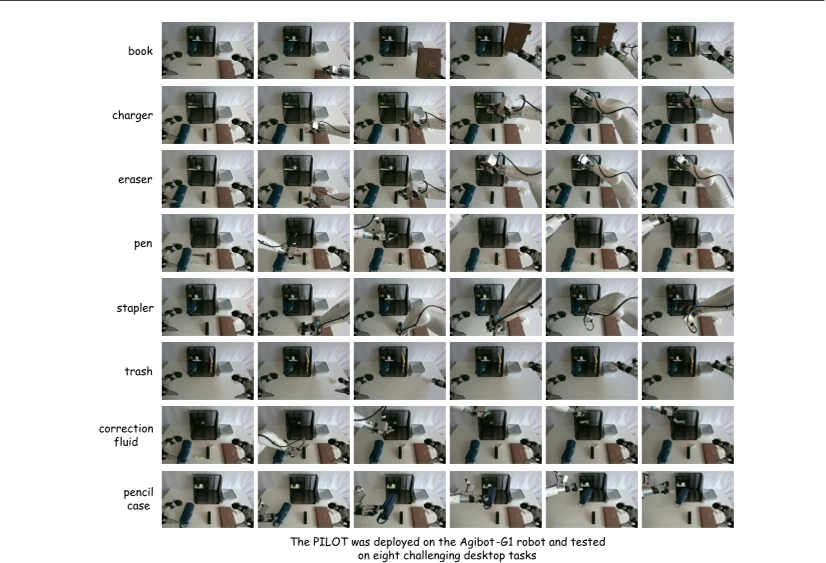 book
charger
eraser
pen
stapler
trash
correction
fluid
pencil
case
The PILOT was deployed on the Agibot-G1 robot and tested
on eight challenging desktop tasks